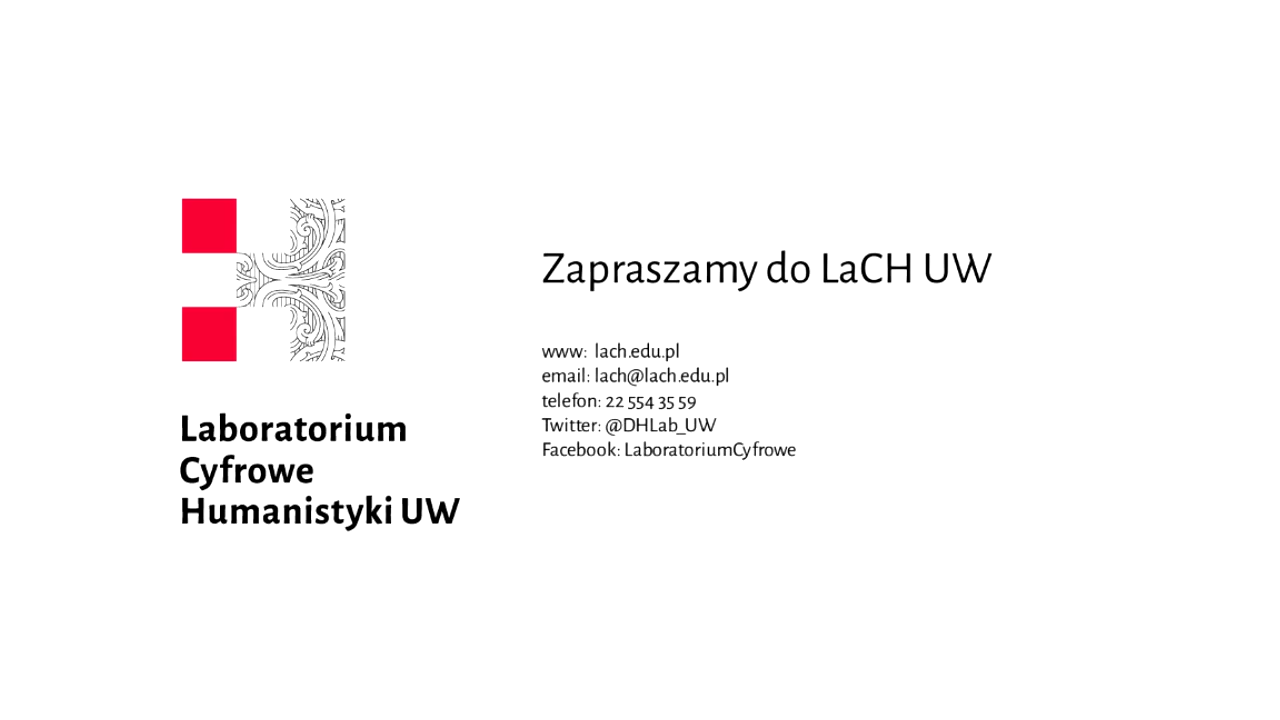 Laboratorium
Cyfrowe
Humanistyki UW
Zapraszamy do LaCH UW
www: lach.edu.pl
email: lach@lach.edu.pl
telefon: 22 554 35 59
Twitter: @DHLab_UW
Facebook: LaboratoriumCyfrowe